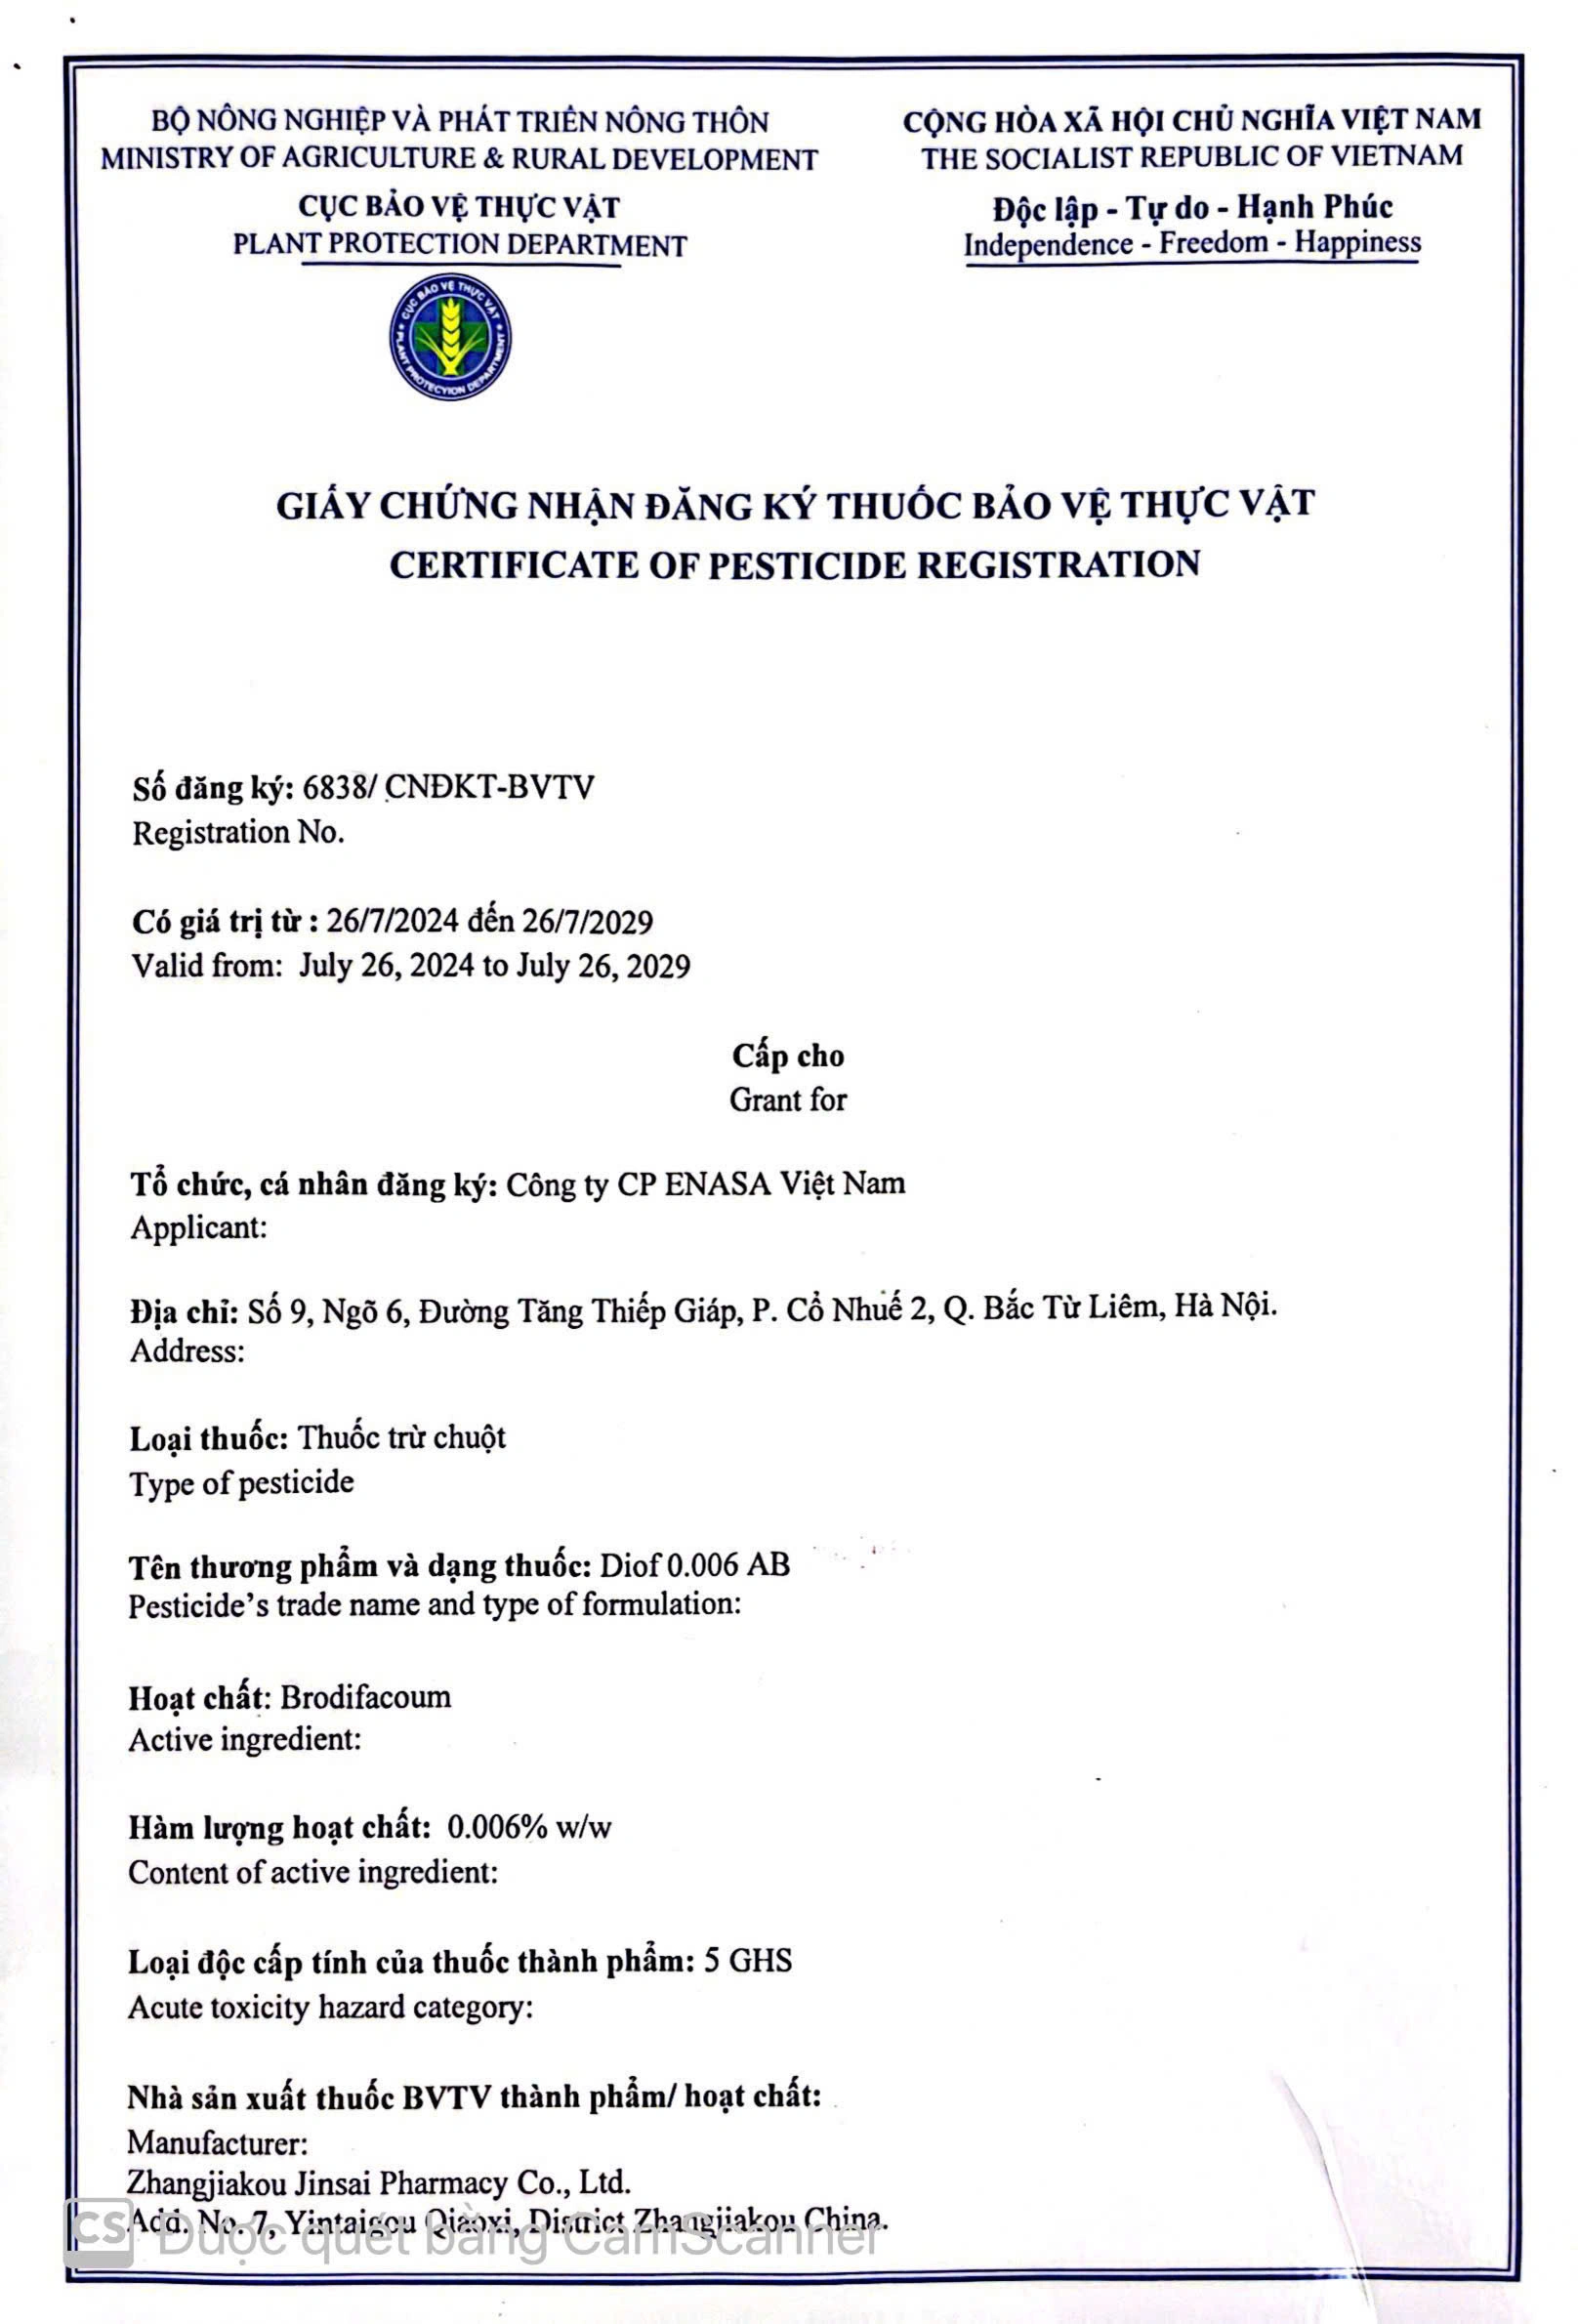 BỘ NÔNG NGHIỆP VÀ PHÁT TRIỂN NÔNG THÔN
MINISTRY OF AGRICULTURE & RURAL DEVELOPMENT
CỤC BẢO VỆ THỰC VẬT
PLANT PROTECTION DEPARTMENT
CỘNG HÒA XÃ HỘI CHỦ NGHĨA VIỆT NAM
THE SOCIALIST REPUBLIC OF VIETNAM
Độc lập - Tự do - Hạnh Phúc
Independence - Freedom - Happiness
CỤC BẢO VỆ THỰC VẬT
PLANT PROTECYION DEPARTMENT
GIẤY CHỨNG NHẬN ĐĂNG KÝ THUỐC BẢO VỆ THỰC VẬT
CERTIFICATE OF PESTICIDE REGISTRATION
Số đăng ký: 6838/ CNĐKT-BVTV
Registration No.
Có giá trị từ : 26/7/2024 đến 26/7/2029
Valid from: July 26, 2024 to July 26, 2029
Cấp cho
Grant for
Tổ chức, cá nhân đăng ký: Công ty CP ENASA Việt Nam
Applicant:
Địa chỉ: Số 9, Ngõ 6, Đường Tăng Thiếp Giáp, P. Cổ Nhuế 2, Q. Bắc Từ Liêm, Hà Nội.
Address:
Loại thuốc: Thuốc trừ chuột
Type of pesticide
Tên thương phẩm và dạng thuốc: Diof 0.006 AB
Pesticide's trade name and type of formulation:
Hoạt chất: Brodifacoum
Active ingredient:
Hàm lượng hoạt chất: 0.006% w/w
Content of active ingredient:
Loại độc cấp tính của thuốc thành phẩm: 5 GHS
Acute toxicity hazard category:
Nhà sản xuất thuốc BVTV thành phẩm/ hoạt chất:
Manufacturer:
Zhangjiakou Jinsai Pharmacy Co., Ltd.
Add. No. 7, Yintaigou Qiaoxi, District Zhangjiakou China.
CS Được quét bằng CamScanner